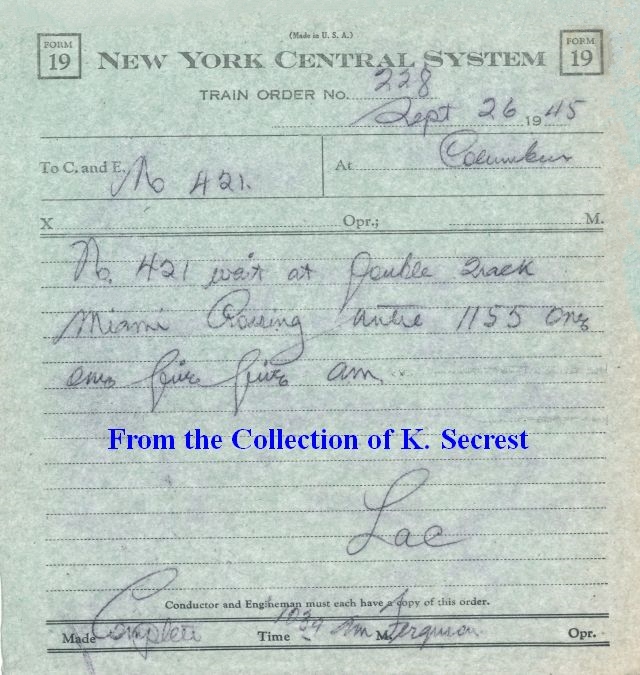 (Made in U. S. A.)
FORM 19
NEW YORK CENTRAL SYSTEM
FORM 19
TRAIN ORDER No. 228
Sept 26 1945
To C. and E. No 421. At Columbus
X Opr.; M.
No. 421 wait at Double Track
Miami Crossing until 1155 One
one five five am
From the Collection of K. Secrest
Conductor and Engineman must each have a copy of this order.
Made Complete Time 1039 am M. Ferguson Opr.